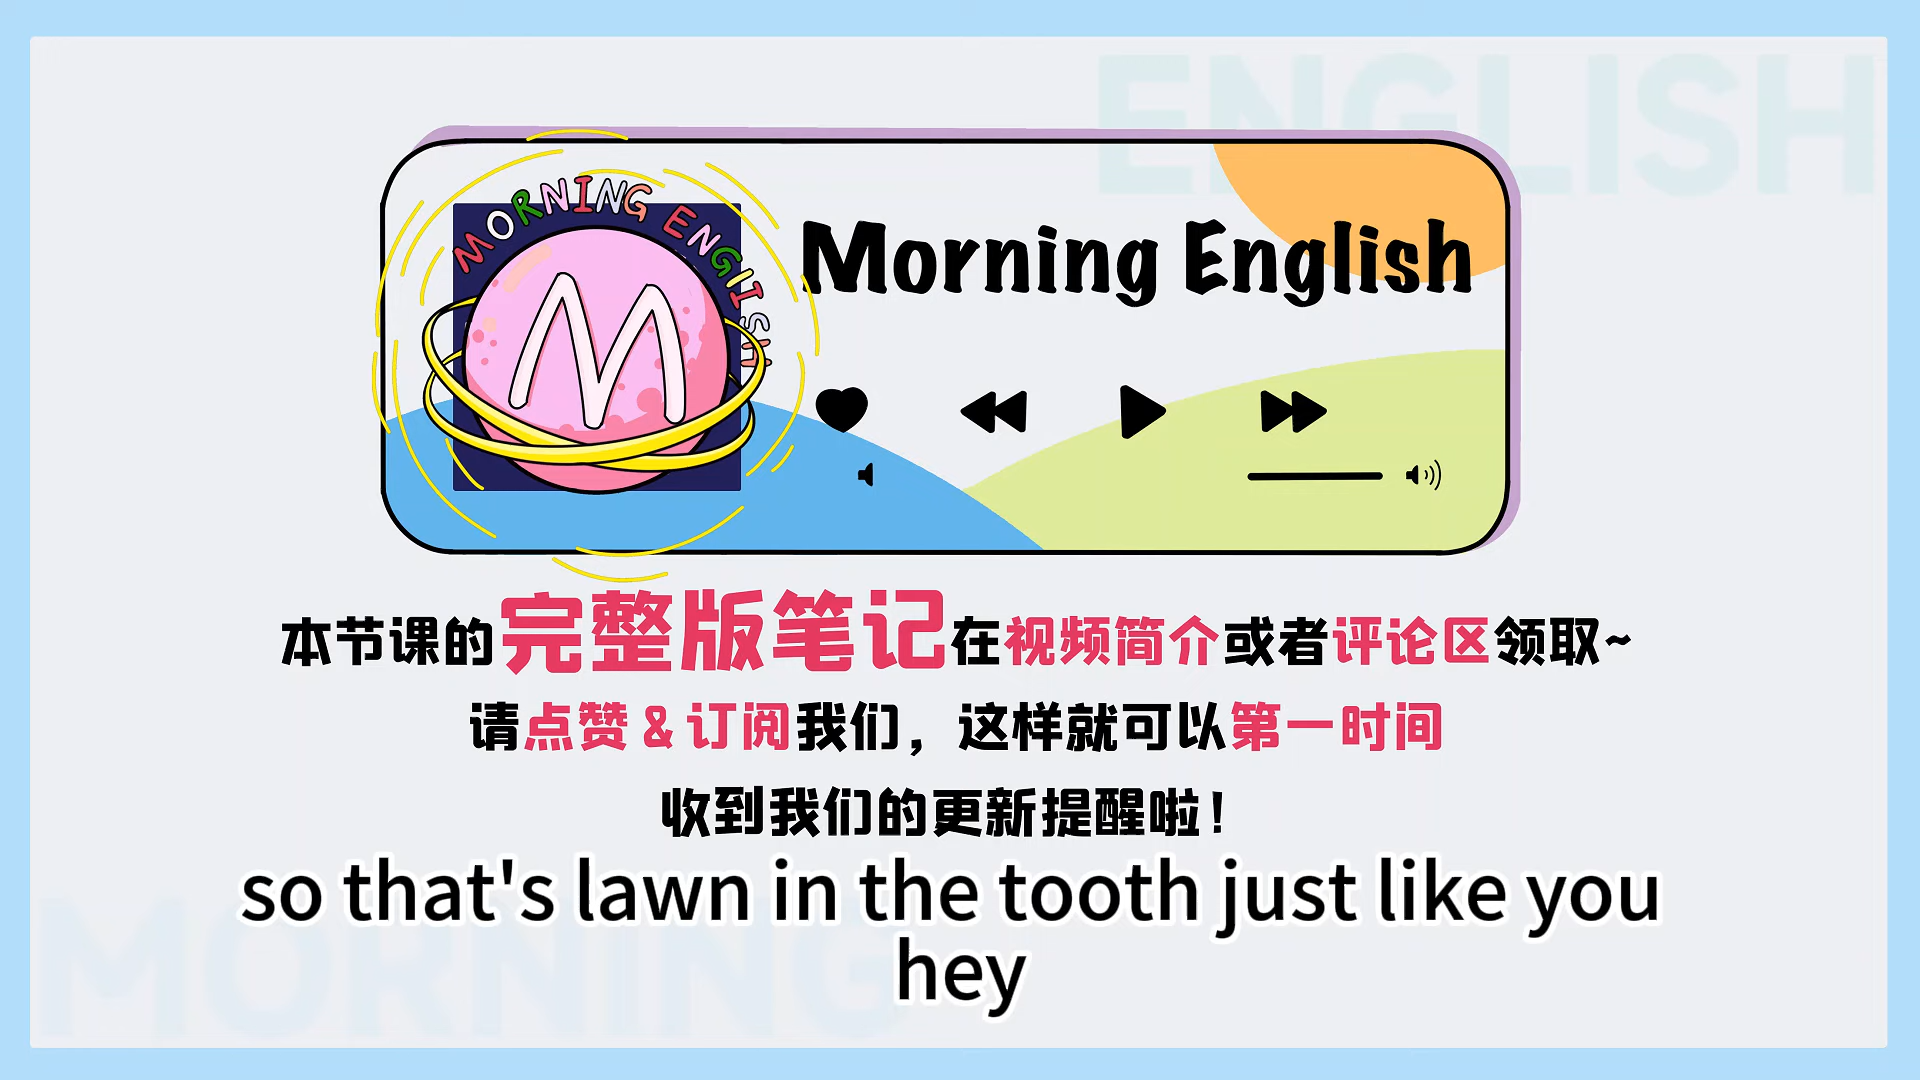 ENGLISH
MORNING ENGLISH
M
Morning English
本节课的完整版笔记在视频简介或者评论区领取~
请点赞&订阅我们，这样就可以第一时间
收到我们的更新提醒啦！
so that's lawn in the tooth just like you
hey
MORNING